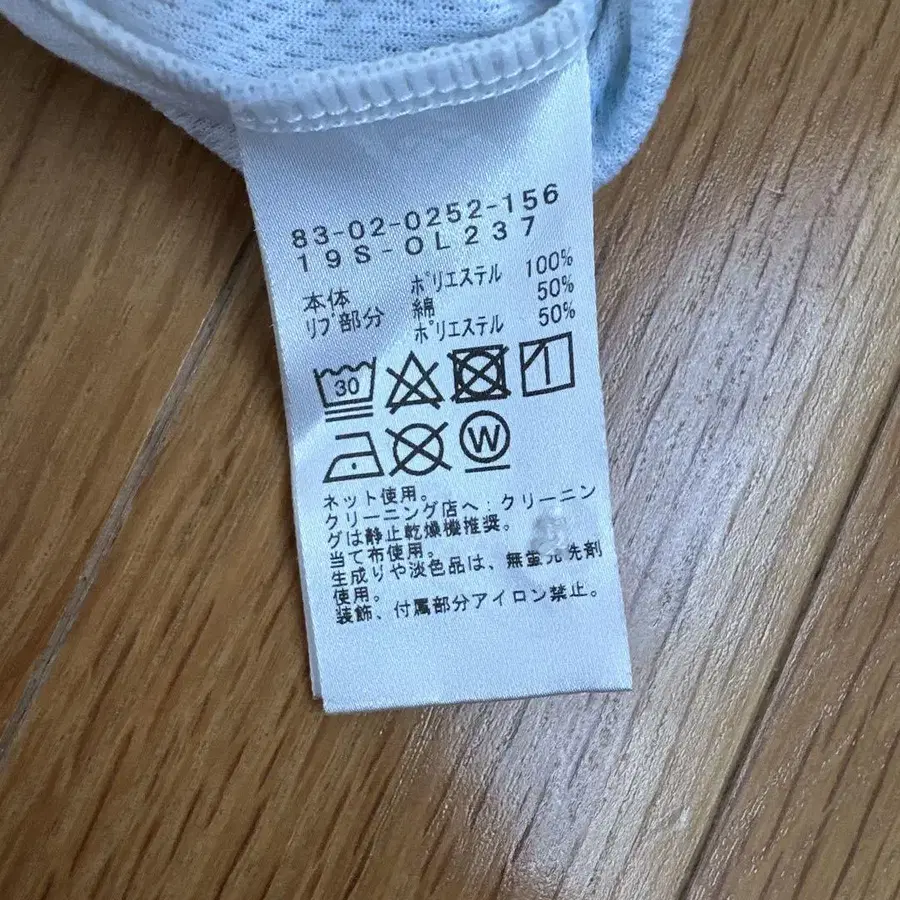 83-02-0252-156
19S-OL237
本体 ポリエステル 100%
リブ部分 綿 50%
ポリエステル 50%
30
W
ネット使用。
クリーニング店へ:クリーニン
グは静止乾燥機推奨。
当て布使用。
生成りや淡色品は、無蛍光洗剤
使用。
装飾、付属部分アイロン禁止。